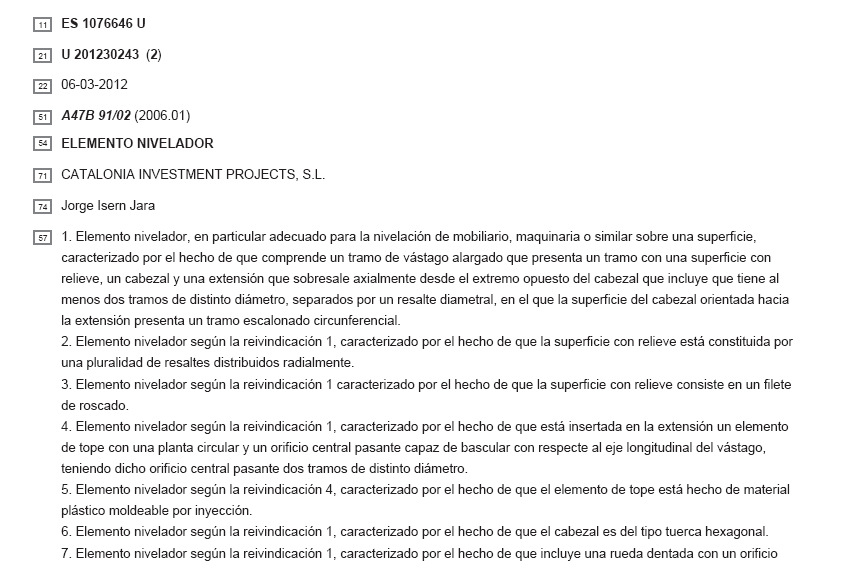 11 ES 1076646 U
21 U 201230243 (2)
22 06-03-2012
51 A47B 91/02 (2006.01)
54 ELEMENTO NIVELADOR
71 CATALONIA INVESTMENT PROJECTS, S.L.
74 Jorge Isern Jara
57 1. Elemento nivelador, en particular adecuado para la nivelación de mobiliario, maquinaria o similar sobre una superficie,
caracterizado por el hecho de que comprende un tramo de vástago alargado que presenta un tramo con una superficie con
relieve, un cabezal y una extensión que sobresale axialmente desde el extremo opuesto del cabezal que incluye que tiene al
menos dos tramos de distinto diámetro, separados por un resalte diametral, en el que la superficie del cabezal orientada hacia
la extensión presenta un tramo escalonado circunferencial.
2. Elemento nivelador según la reivindicación 1, caracterizado por el hecho de que la superficie con relieve está constituida por
una pluralidad de resaltes distribuidos radialmente.
3. Elemento nivelador según la reivindicación 1 caracterizado por el hecho de que la superficie con relieve consiste en un filete
de roscado.
4. Elemento nivelador según la reivindicación 1, caracterizado por el hecho de que está insertada en la extensión un elemento
de tope con una planta circular y un orificio central pasante capaz de bascular con respecto al eje longitudinal del vástago,
teniendo dicho orificio central pasante dos tramos de distinto diámetro.
5. Elemento nivelador según la reivindicación 4, caracterizado por el hecho de que el elemento de tope está hecho de material
plástico moldeable por inyección.
6. Elemento nivelador según la reivindicación 1, caracterizado por el hecho de que el cabezal es del tipo tuerca hexagonal.
7. Elemento nivelador según la reivindicación 1, caracterizado por el hecho de que incluye una rueda dentada con un orificio